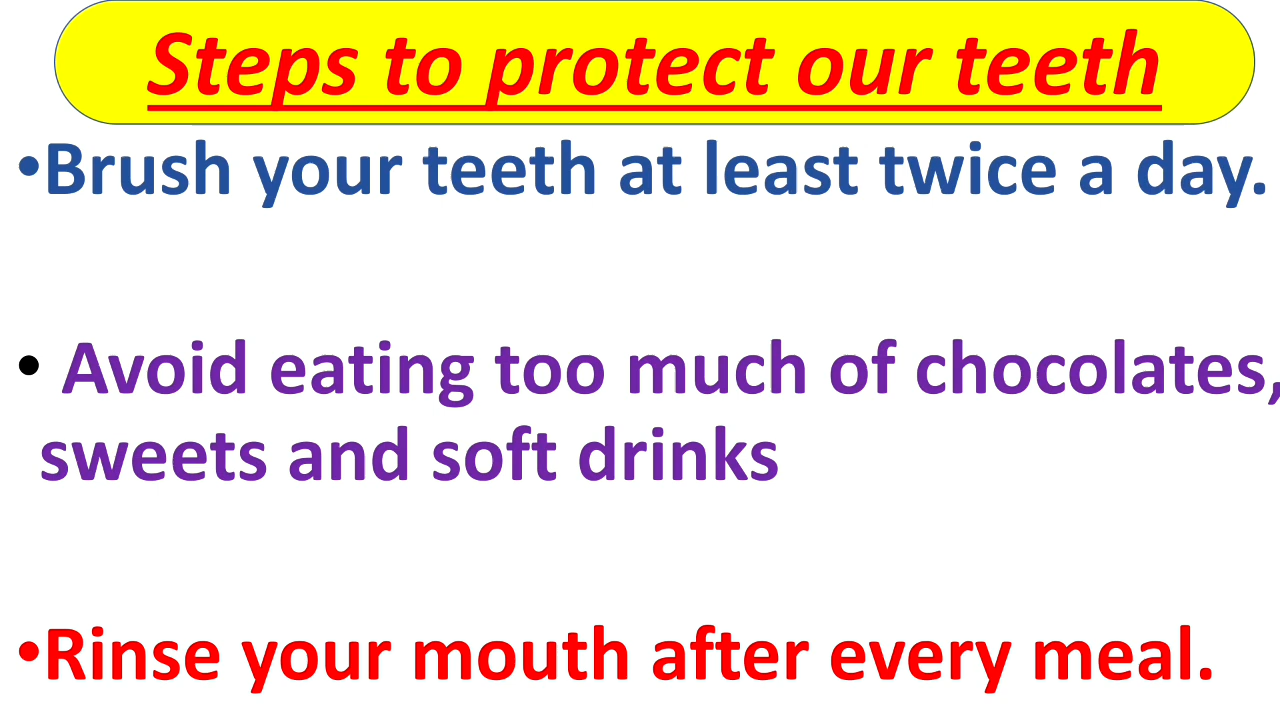 Steps to protect our teeth
•Brush your teeth at least twice a day.
• Avoid eating too much of chocolates,
sweets and soft drinks
•Rinse your mouth after every meal.